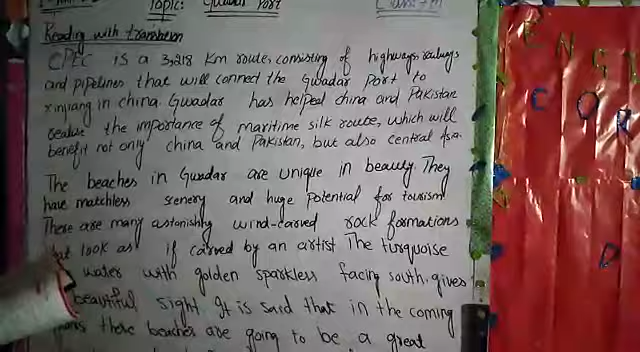 Topic: Gwadar Port
Reading with translation
CPEC is a 3,218 km route, consisting of highways, railways
and pipelines that will connect the Gwadar Port to
xinjiang in china. Gwadar has helped china and Pakistan
realise the importance of maritime silk route, which will
benefit not only china and Pakistan, but also central Asia.
The beaches in Gwadar are unique in beauty. They
have matchless scenery and huge potential for tourism
There are many astonishing wind-carved rock formations
that look as if carved by an artist The turquoise
water with golden sparkless facing south. gives
beautiful sight. It is said that in the coming
these beaches are going to be a great
ENG
COR
D